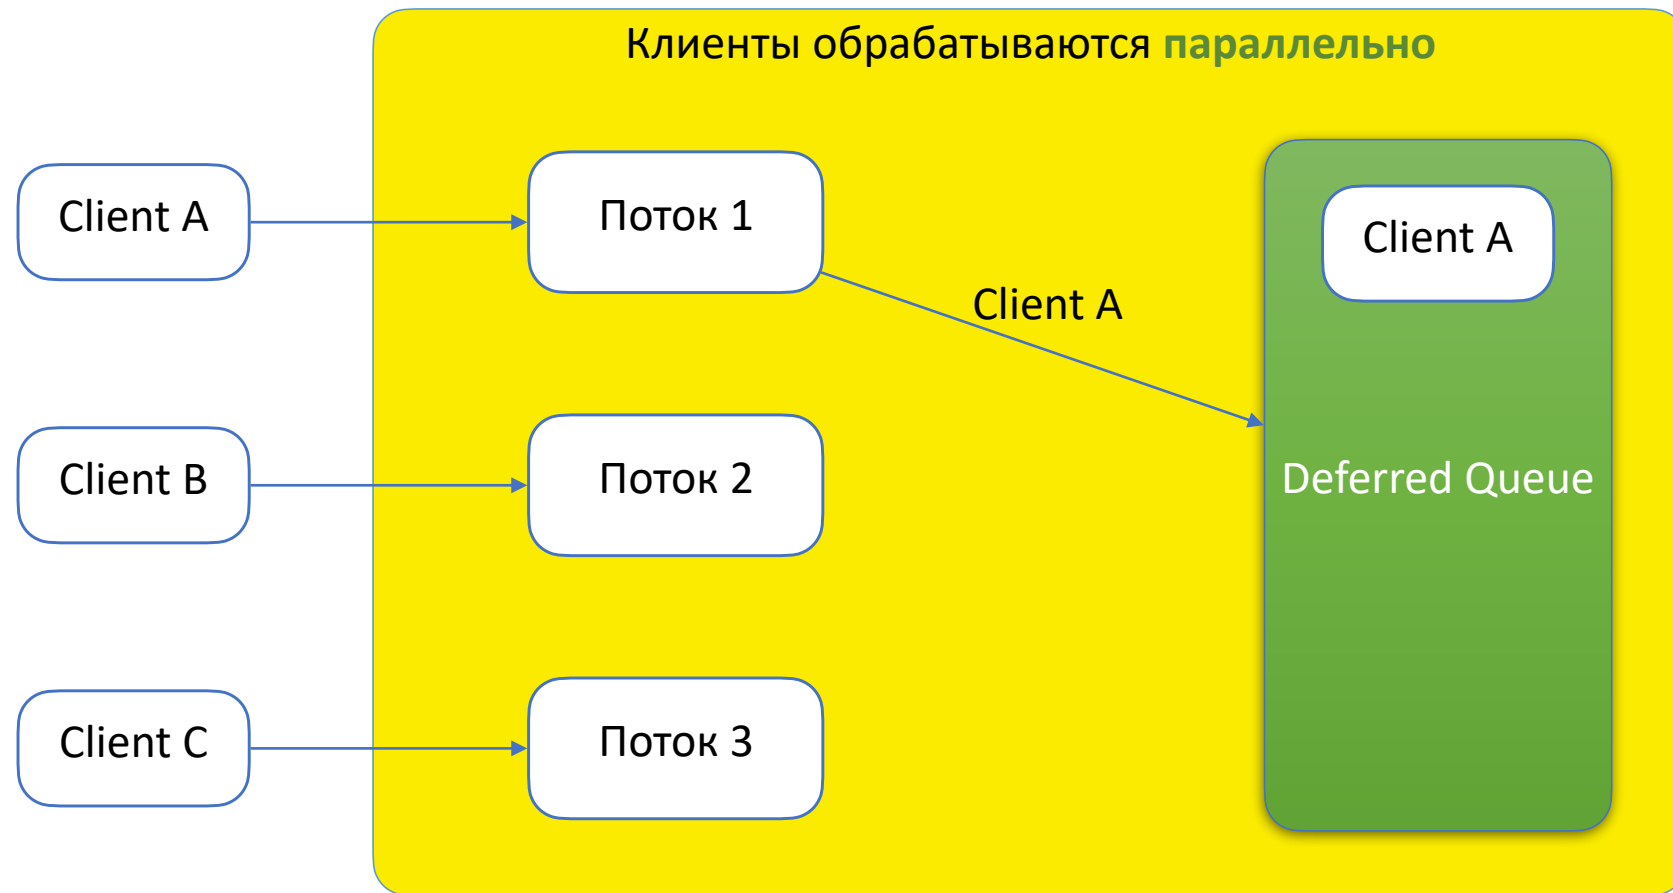 Клиенты обрабатываются параллельно
Client A
Поток 1
Client A
Client A
Client B
Поток 2
Deferred Queue
Client C
Поток 3